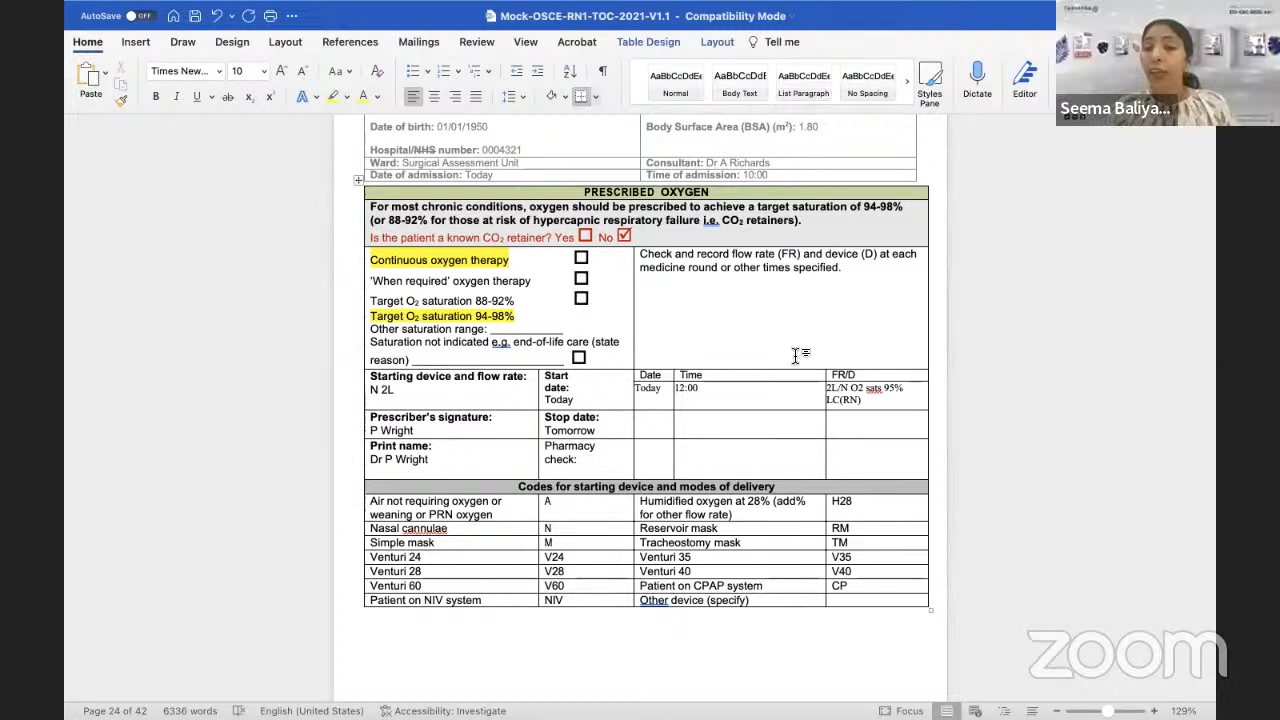 AutoSave OFF
Mock-OSCE-RN1-TOC-2021-V1.1 - Compatibility Mode
Home Insert Draw Design Layout References Mailings Review View Acrobat Table Design Layout Tell me
Paste
Times New... 10
AaBbCcDdEe AaBbCcDdE AaBbCcDdEe AaBbCcDdEe
Normal Body Text List Paragraph No Spacing
Styles Pane
Dictate
Editor
Seema Baliya...
Date of birth: 01/01/1950 Body Surface Area (BSA) (m²): 1.80
Hospital/NHS number: 0004321
Ward: Surgical Assessment Unit Consultant: Dr A Richards
Date of admission: Today Time of admission: 10:00
PRESCRIBED OXYGEN
For most chronic conditions, oxygen should be prescribed to achieve a target saturation of 94-98%
(or 88-92% for those at risk of hypercapnic respiratory failure i.e. CO₂ retainers).
Is the patient a known CO₂ retainer? Yes ☐ No ☑
Continuous oxygen therapy ☐
'When required' oxygen therapy ☐
Target O₂ saturation 88-92% ☐
Target O₂ saturation 94-98%
Other saturation range: ____________
Saturation not indicated e.g. end-of-life care (state
reason) ____________ ☐
Check and record flow rate (FR) and device (D) at each
medicine round or other times specified.
Starting device and flow rate:
N 2L
Start
date:
Today
Date Time FR/D
Today 12:00 2L/N O2 sats 95%
LC(RN)
Prescriber's signature: Stop date:
P Wright Tomorrow
Print name: Pharmacy
Dr P Wright check:
Codes for starting device and modes of delivery
Air not requiring oxygen or
weaning or PRN oxygen
A
Humidified oxygen at 28% (add%
for other flow rate)
H28
Nasal cannulae N Reservoir mask RM
Simple mask M Tracheostomy mask TM
Venturi 24 V24 Venturi 35 V35
Venturi 28 V28 Venturi 40 V40
Venturi 60 V60 Patient on CPAP system CP
Patient on NIV system NIV Other device (specify)
zoom
Page 24 of 42 6336 words English (United States) Accessibility: Investigate Focus 129%